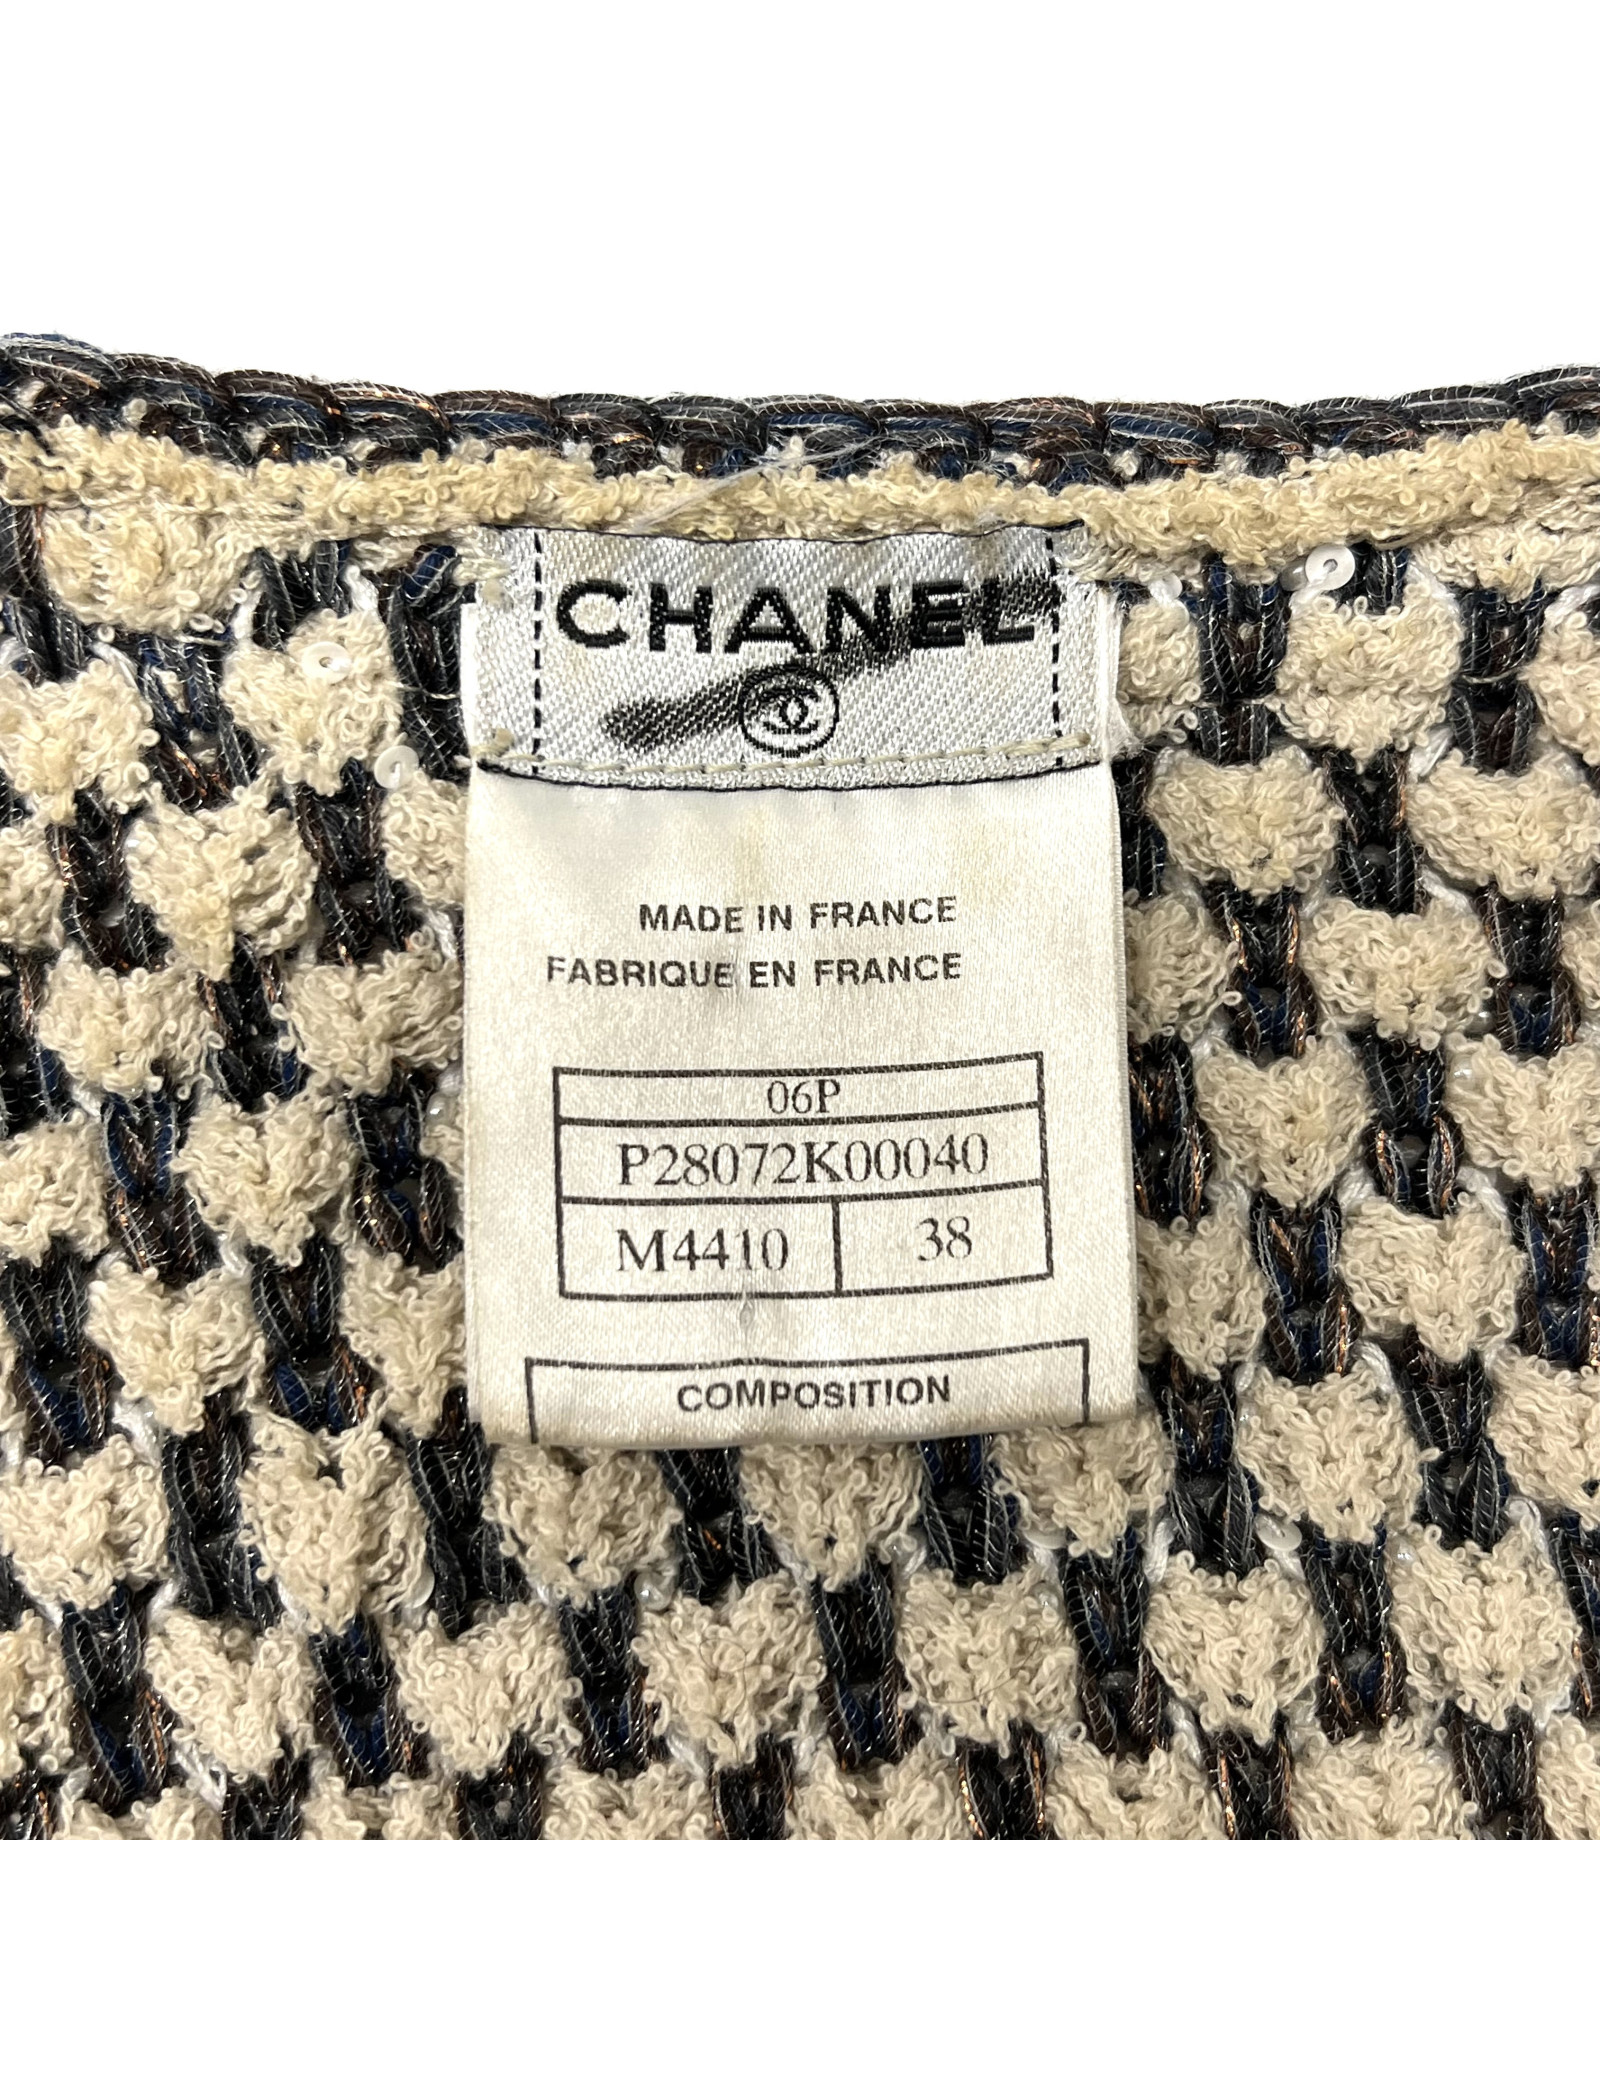 CHANEL
MADE IN FRANCE
FABRIQUE EN FRANCE
06P
P28072K00040
M4410 38
COMPOSITION